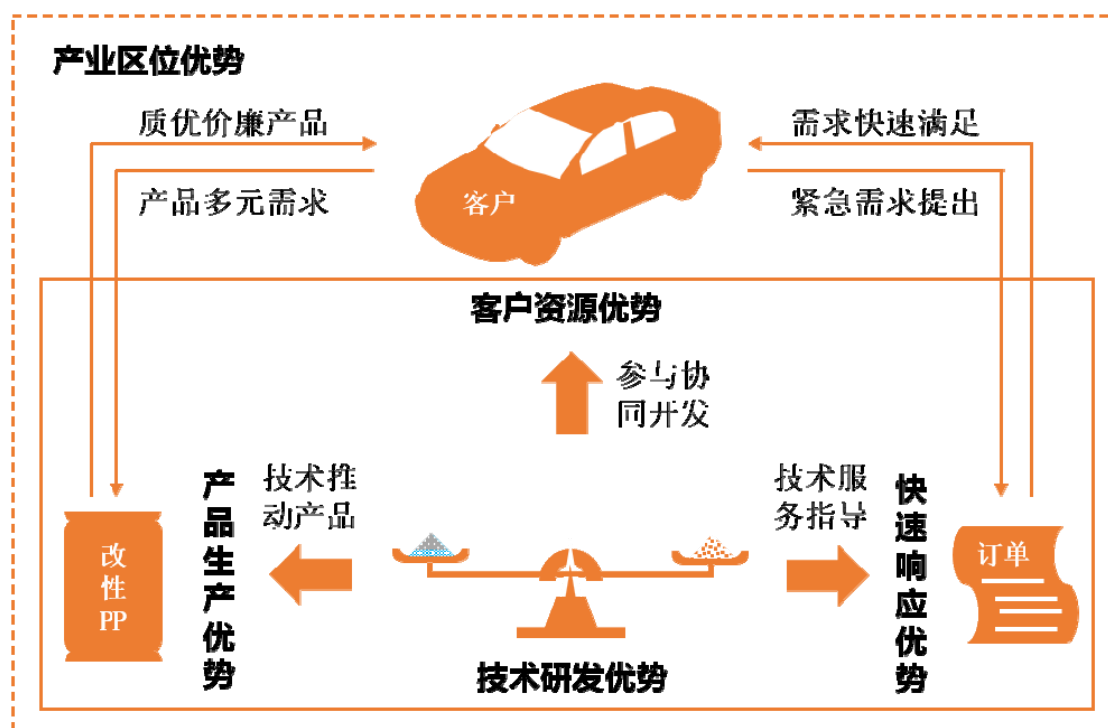 产业区位优势
质优价廉产品
需求快速满足
客户
产品多元需求
紧急需求提出
客户资源优势
参与协
同开发
产品生产优势
技术推
动产品
技术服
务指导
快速响应优势
改
性
PP
订单
技术研发优势